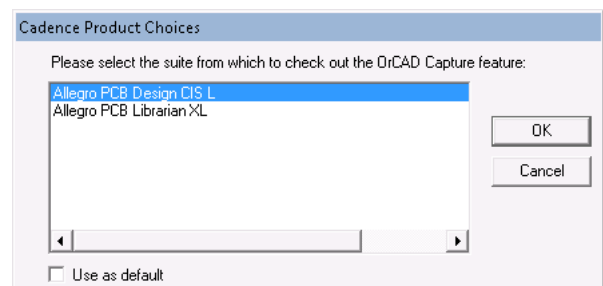 Cadence Product Choices
Please select the suite from which to check out the OrCAD Capture feature:
Allegro PCB Design CIS L
Allegro PCB Librarian XL
OK
Cancel
Use as default